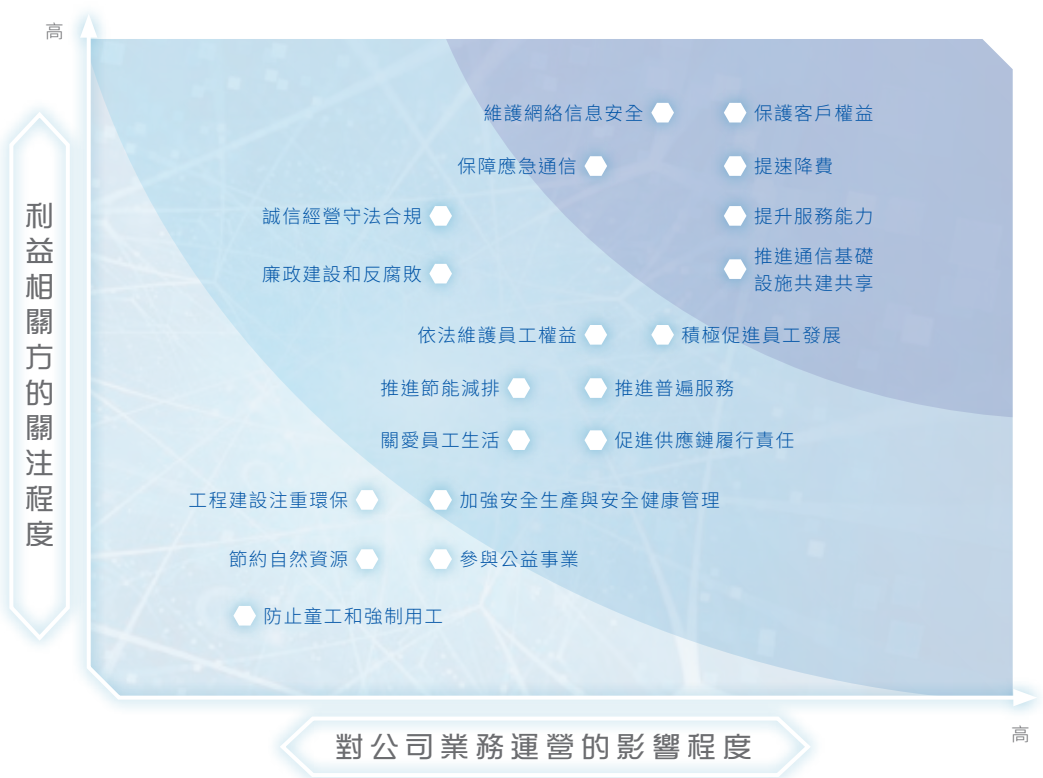 高
利益相關方的關注程度
維護網絡信息安全
保護客戶權益
保障應急通信
提速降費
誠信經營守法合規
提升服務能力
廉政建設和反腐敗
推進通信基礎
設施共建共享
依法維護員工權益
積極促進員工發展
推進節能減排
推進普遍服務
關愛員工生活
促進供應鏈履行責任
工程建設注重環保
加強安全生產與安全健康管理
節約自然資源
參與公益事業
防止童工和強制用工
高
對公司業務運營的影響程度